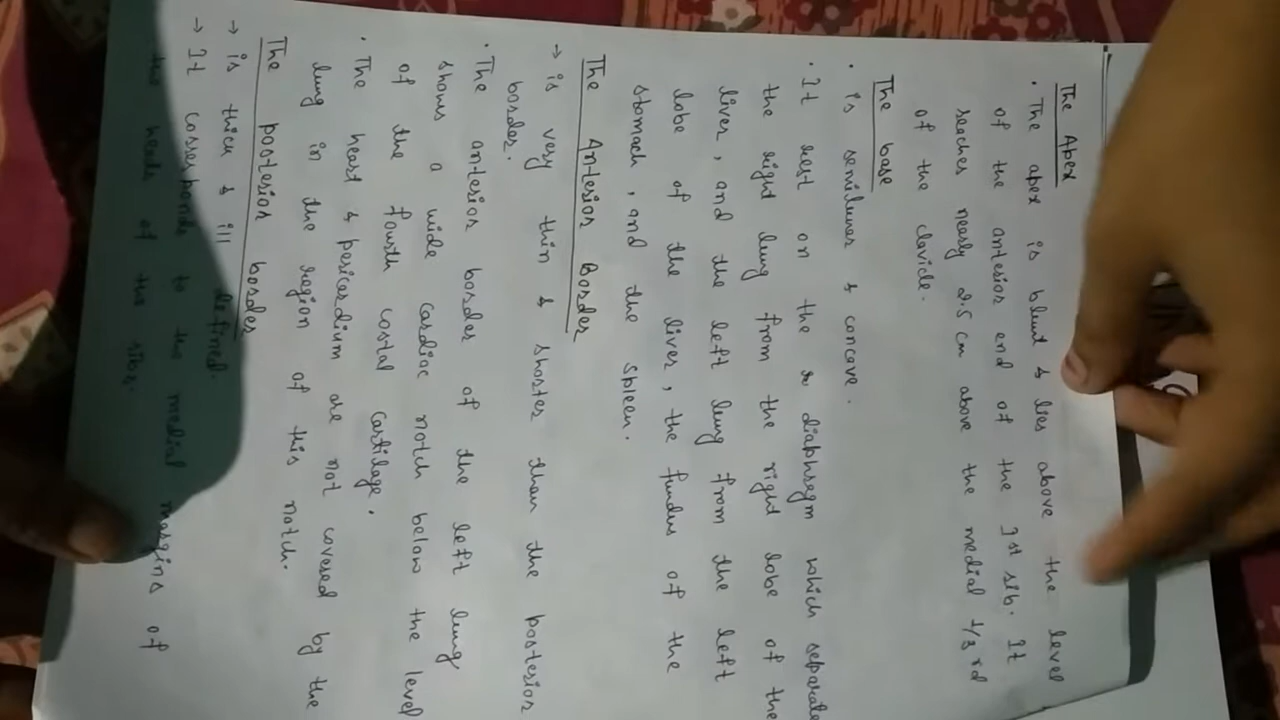 The Apex
• The apex is blunt & lies above the level
of the anterior end of the 1st rib. It
reaches nearly 2.5 cm above the medial 1/3 rd
of the clavicle.
The base
• is semilunar & concave.
• It rest on the diaphragm which separate
the right lung from the right lobe of the
liver, and the left lung from the left
lobe of the liver, the fundus of the
stomach, and the spleen.
The Anterior Border
→ is very thin & shorter than the posterior
border.
• The anterior border of the left lung
shows a wide cardiac notch below the level
of the fourth costal cartilage.
• The heart & pericardium are not covered by the
lung in the region of this notch.
The posterior border
→ is thick & ill defined.
→ It corresponds to the medial margins of
the heads of the ribs.